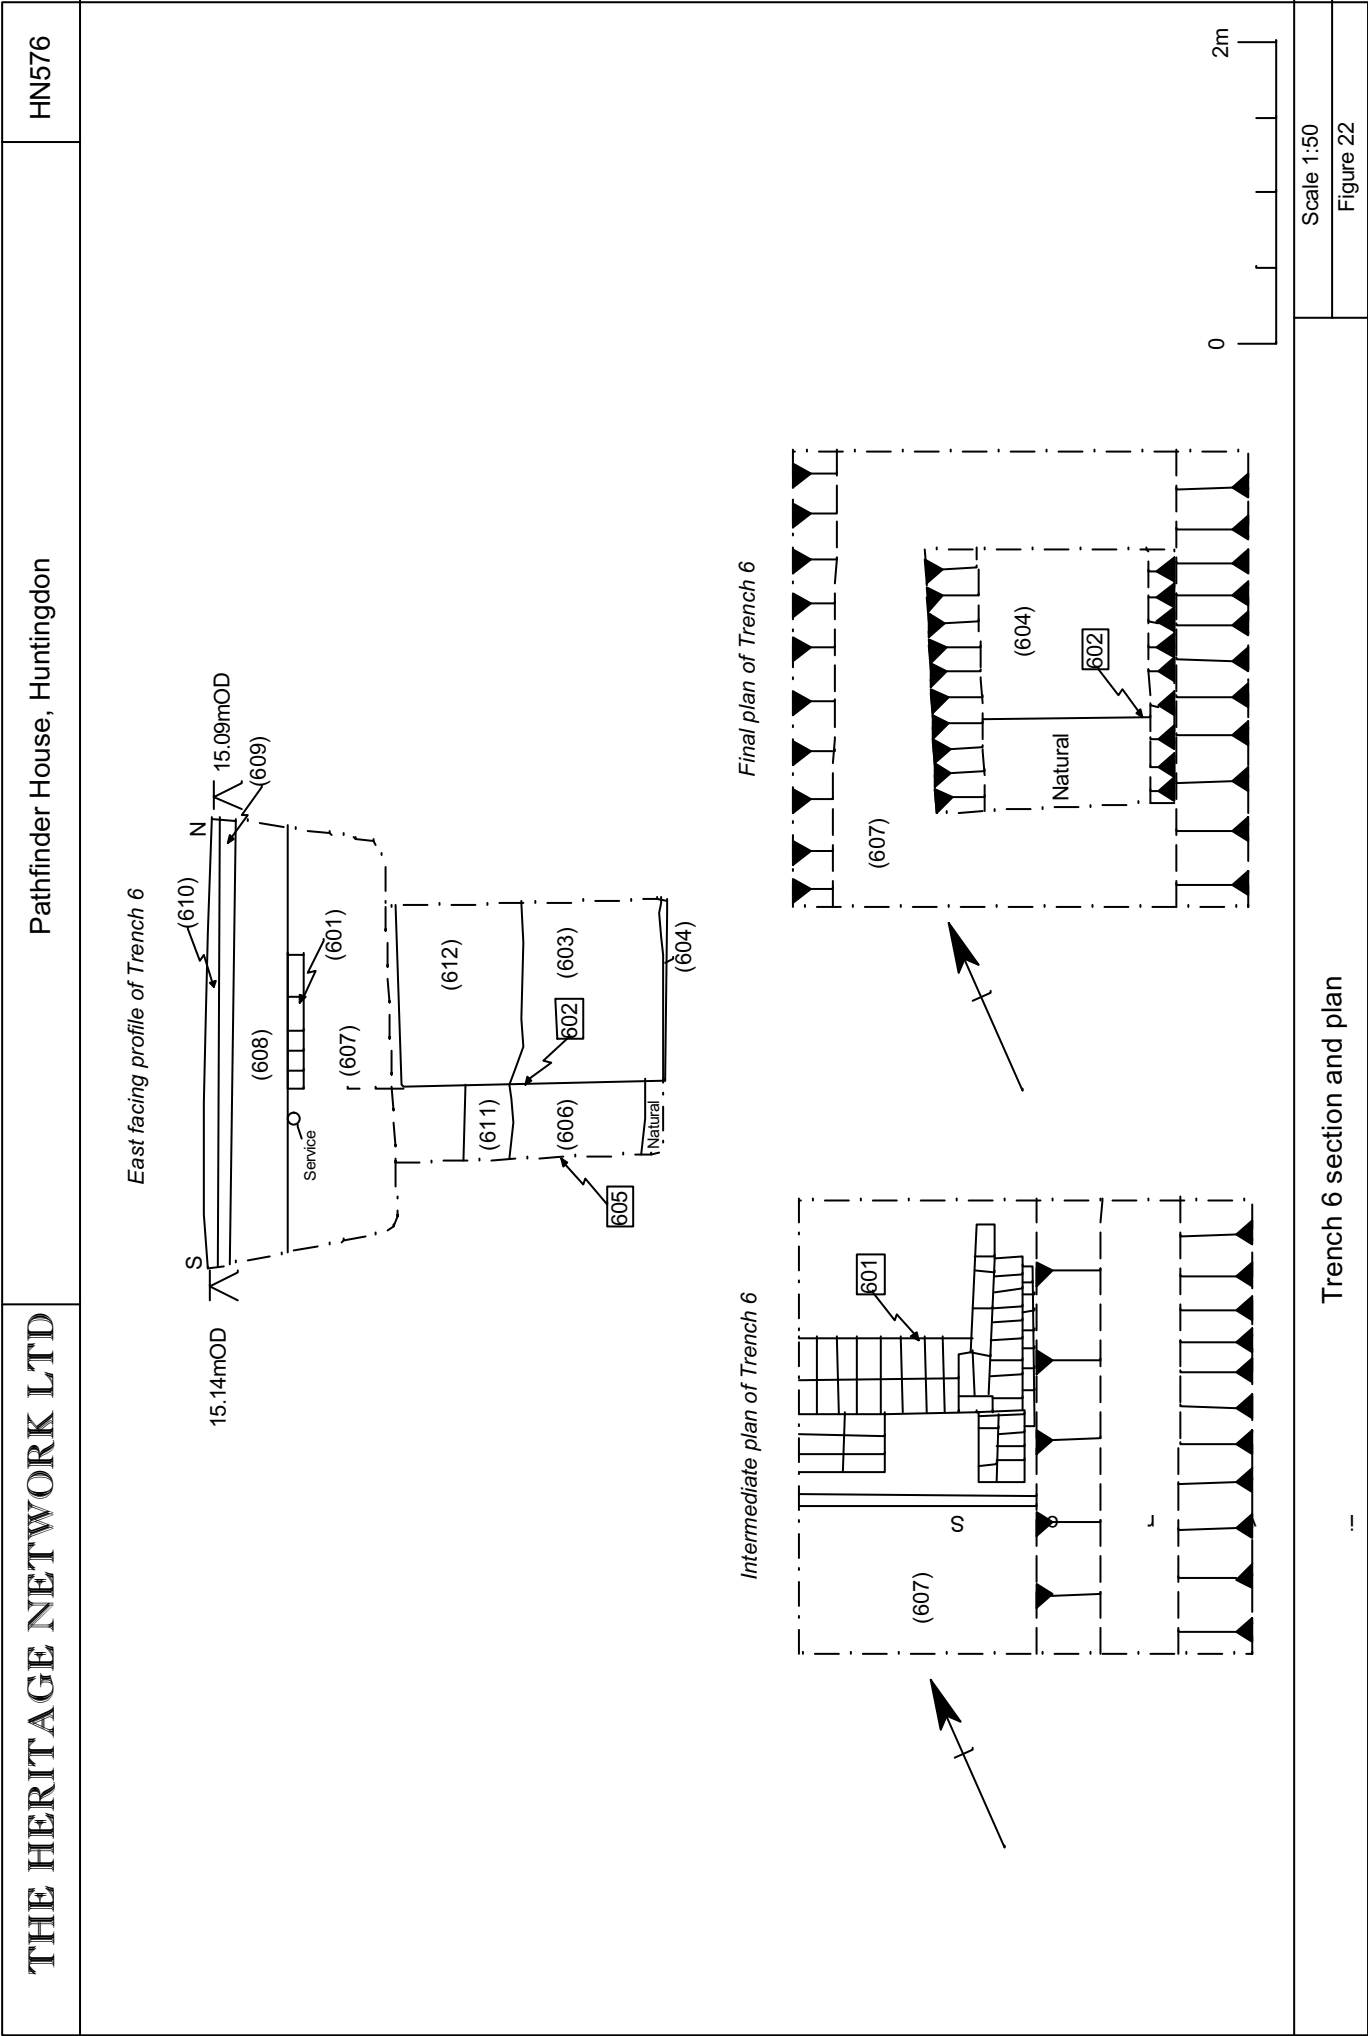 THE HERITAGE NETWORK LTD
Pathfinder House, Huntingdon
HN576
East facing profile of Trench 6
S
N
15.14mOD
15.09mOD
(610)
(609)
(608)
(601)
Service
(607)
(612)
(611)
(603)
(606)
602
Natural
605
(604)
Intermediate plan of Trench 6
601
(607)
S
e
r
v
i
Final plan of Trench 6
(607)
(604)
602
Natural
0
2m
Trench 6 section and plan
Scale 1:50
Figure 22